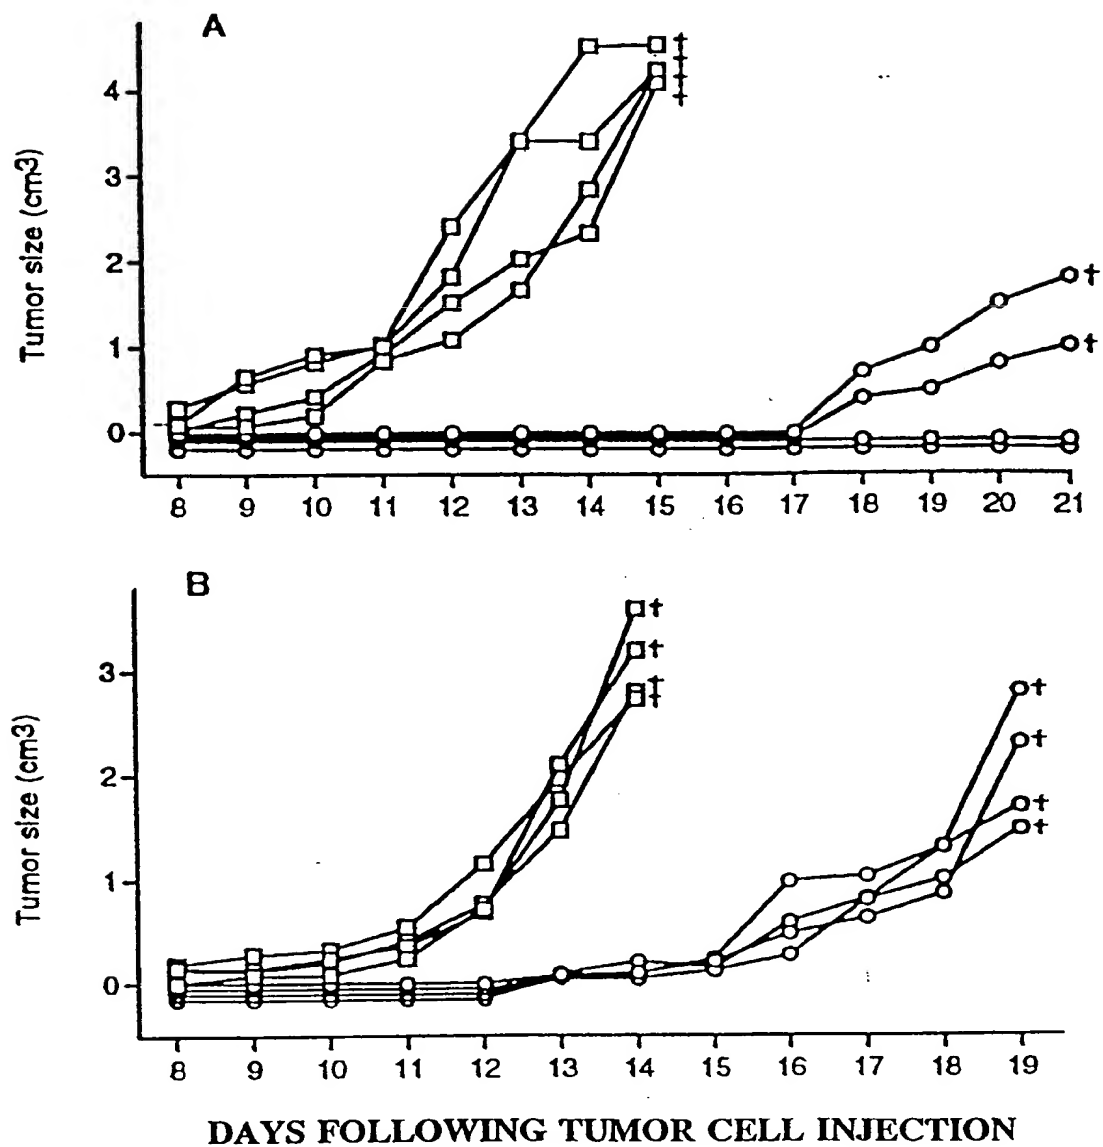 A
Tumor size (cm3)
4
3
2
1
0
8 9 10 11 12 13 14 15 16 17 18 19 20 21
† † † †
†
†
B
Tumor size (cm3)
3
2
1
0
8 9 10 11 12 13 14 15 16 17 18 19
†
†
†
†
†
†
†
†
DAYS FOLLOWING TUMOR CELL INJECTION